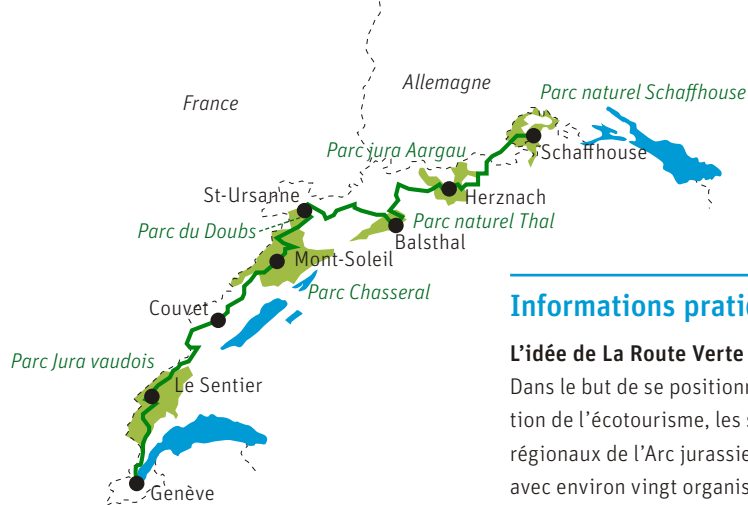 Allemagne
Parc naturel Schaffhouse
France
Parc jura Aargau
Schaffhouse
St-Ursanne
Herznach
Parc naturel Thal
Parc du Doubs
Balsthal
Mont-Soleil
Parc Chasseral
Couvet
Parc Jura vaudois
Le Sentier
Genève
Informations pratiq
L'idée de La Route Verte
Dans le but de se positionn
tion de l'écotourisme, les s
régionaux de l'Arc jurassie
avec environ vingt organis